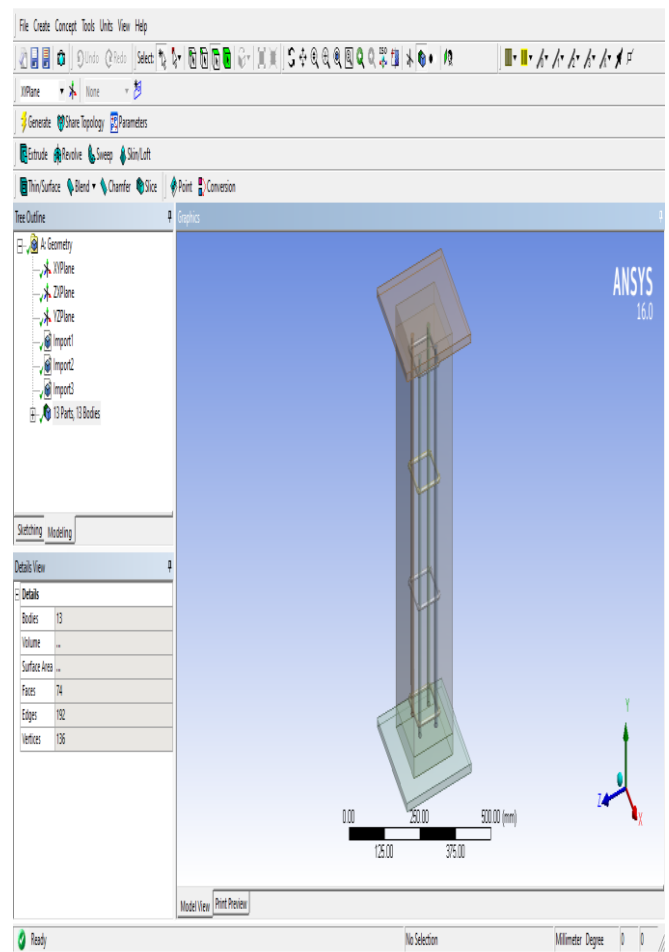 File Create Concept Tools Units View Help
Undo Redo Select: ISO
XYPlane None
Generate Share Topology Parameters
Extrude Revolve Sweep Skin/Loft
Thin/Surface Blend Chamfer Slice Point Conversion
Tree Outline
A: Geometry
XYPlane
ZXPlane
YZPlane
Import1
Import2
Import3
13 Parts, 13 Bodies
Sketching Modeling
Details View
Details
Bodies 13
Volume ...
Surface Area ...
Faces 74
Edges 192
Vertices 136
Graphics
ANSYS
16.0
0.00 250.00 500.00 (mm)
125.00 375.00
Y
Z
X
Model View Print Preview
Ready No Selection Millimeter Degree 0 0